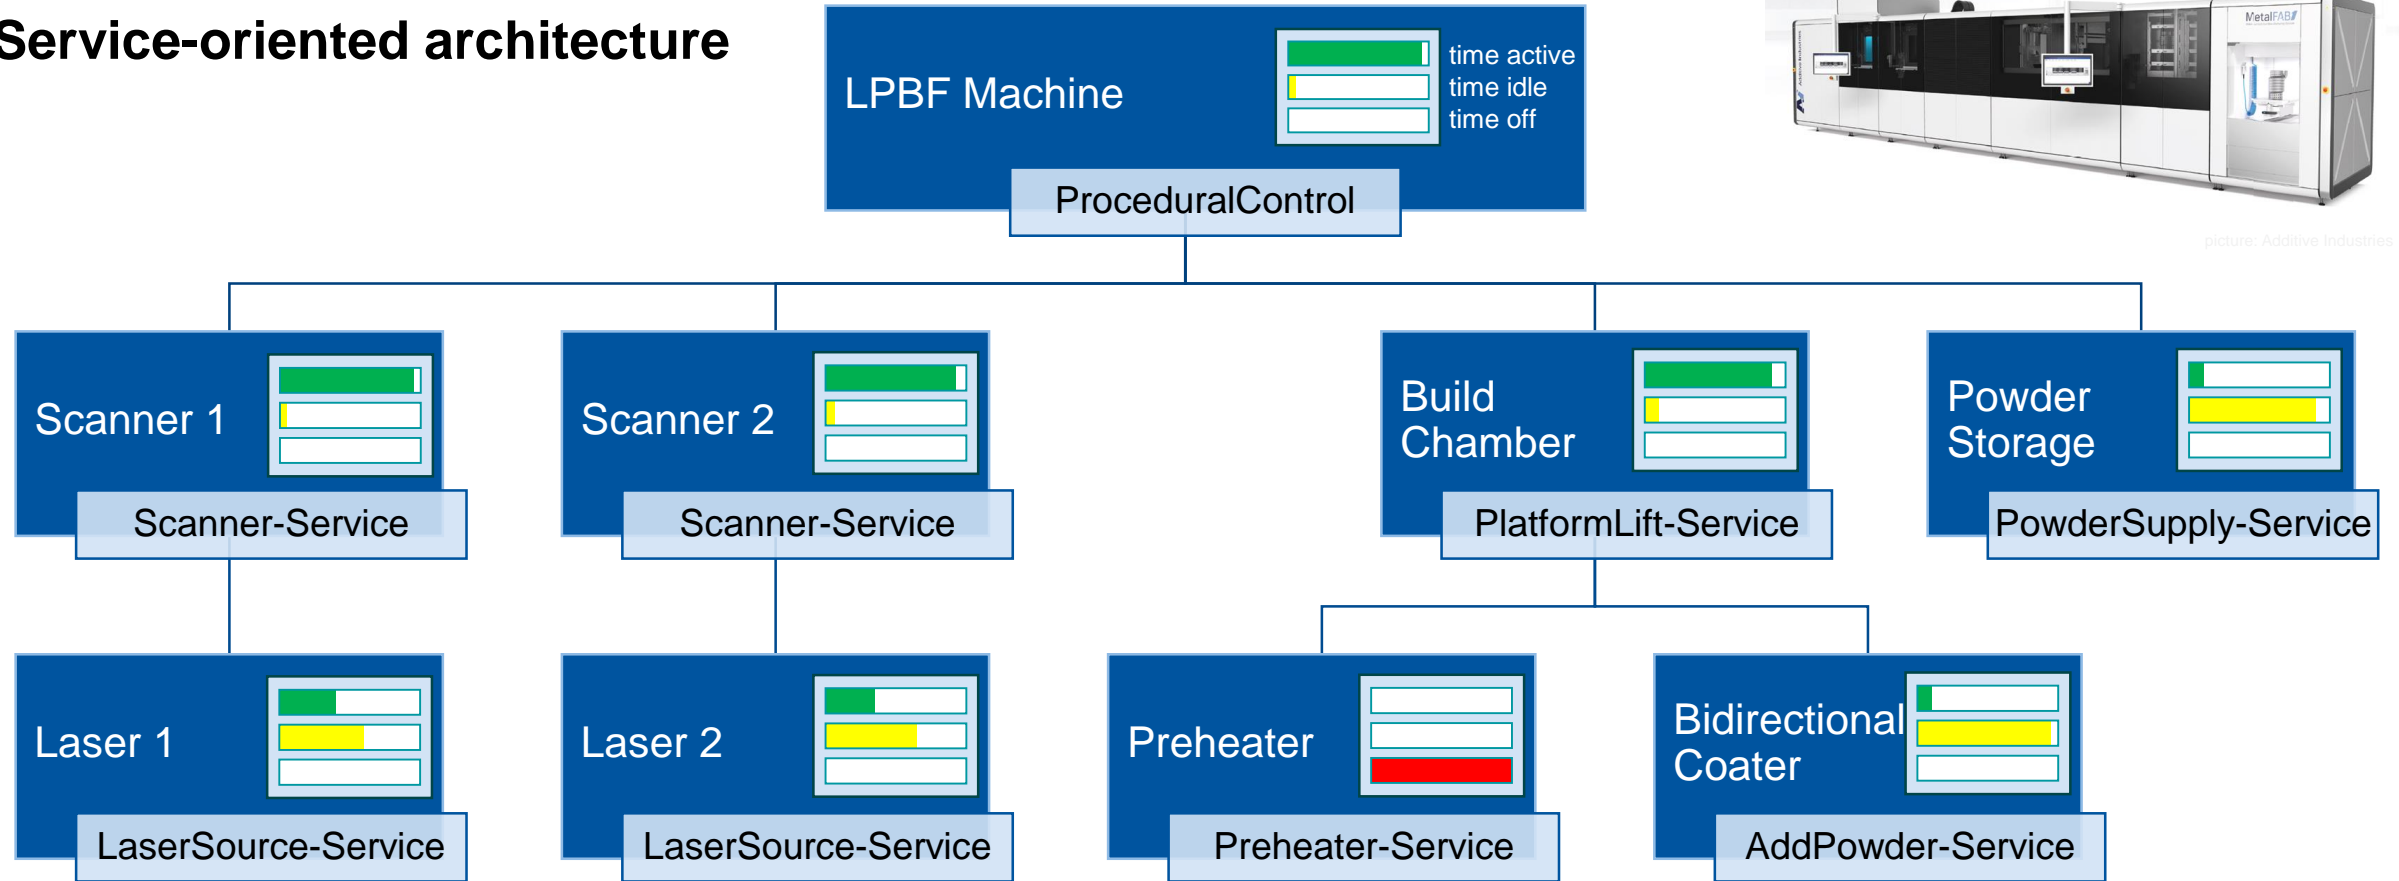 Service-oriented architecture
LPBF Machine
time active
time idle
time off
ProceduralControl
MetalFAB
picture: Additive Industries
Scanner 1
Scanner-Service
Scanner 2
Scanner-Service
Build
Chamber
PlatformLift-Service
Powder
Storage
PowderSupply-Service
Laser 1
LaserSource-Service
Laser 2
LaserSource-Service
Preheater
Preheater-Service
Bidirectional
Coater
AddPowder-Service